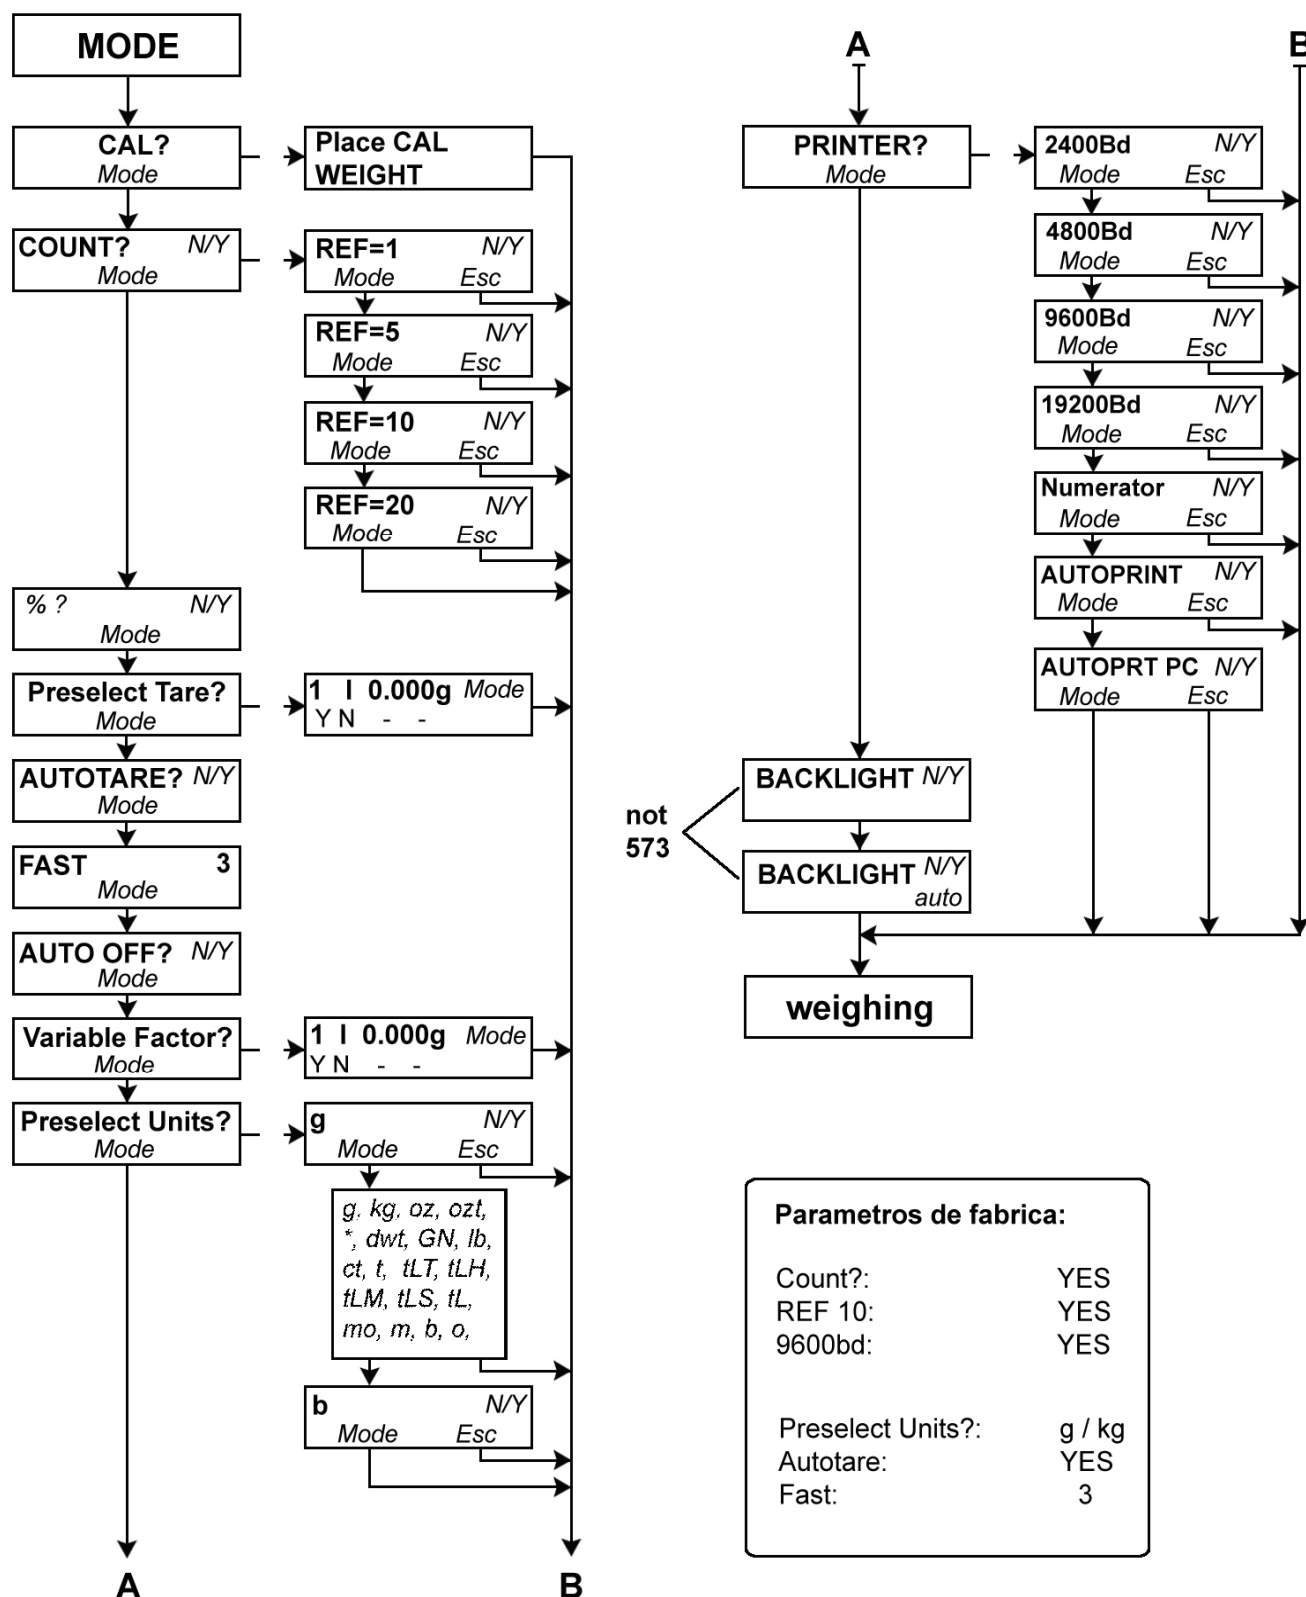 MODE
CAL?
Mode
Place CAL
WEIGHT
COUNT? N/Y
Mode
REF=1 N/Y
Mode Esc
REF=5 N/Y
Mode Esc
REF=10 N/Y
Mode Esc
REF=20 N/Y
Mode Esc
% ? N/Y
Mode
Preselect Tare?
Mode
1 I 0.000g Mode
Y N - -
AUTOTARE? N/Y
Mode
FAST 3
Mode
AUTO OFF? N/Y
Mode
Variable Factor?
Mode
1 I 0.000g Mode
Y N - -
Preselect Units?
Mode
g N/Y
Mode Esc
g, kg, oz, ozt,
*, dwt, GN, lb,
ct, t, tLT, tLH,
tLM, tLS, tL,
mo, m, b, o,
b N/Y
Mode Esc
A
B
A
B
PRINTER?
Mode
2400Bd N/Y
Mode Esc
4800Bd N/Y
Mode Esc
9600Bd N/Y
Mode Esc
19200Bd N/Y
Mode Esc
Numerator N/Y
Mode Esc
AUTOPRINT N/Y
Mode Esc
AUTOPRT PC N/Y
Mode Esc
not
573
BACKLIGHT N/Y
BACKLIGHT N/Y
auto
weighing
Parametros de fabrica:
Count?: YES
REF 10: YES
9600bd: YES
Preselect Units?: g / kg
Autotare: YES
Fast: 3